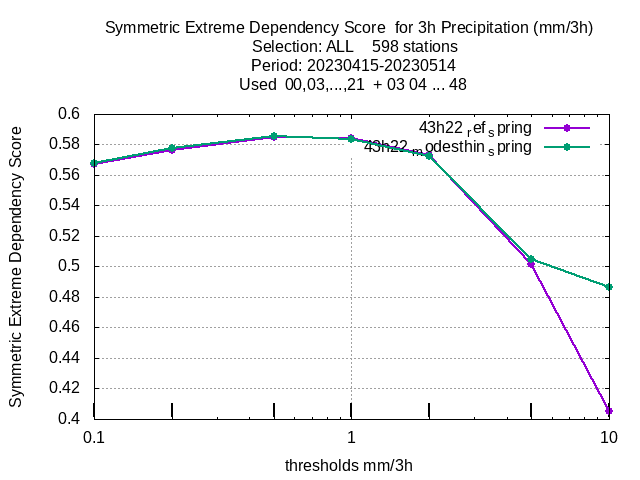 Symmetric Extreme Dependency Score  for 3h Precipitation (mm/3h)
Selection: ALL    598 stations
Period: 20230415-20230514
Used  00,03,...,21  + 03 04 ... 48
43h22 ref spring
43h22 modesthin spring
Symmetric Extreme Dependency Score
0.6
0.58
0.56
0.54
0.52
0.5
0.48
0.46
0.44
0.42
0.4
0.1
1
10
thresholds mm/3h